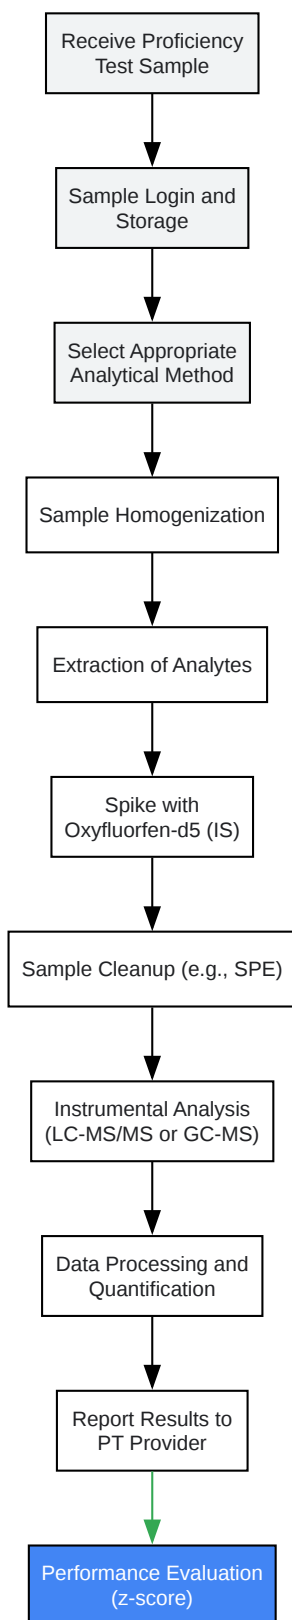 Receive Proficiency
Test Sample
Sample Login and
Storage
Select Appropriate
Analytical Method
Sample Homogenization
Extraction of Analytes
Spike with
Oxyfluorfen-d5 (IS)
Sample Cleanup (e.g., SPE)
Instrumental Analysis
(LC-MS/MS or GC-MS)
Data Processing and
Quantification
Report Results to
PT Provider
Performance Evaluation
(z-score)